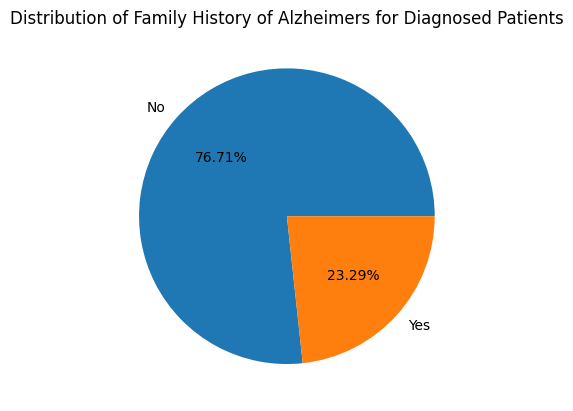 Distribution of Family History of Alzheimers for Diagnosed Patients
No
76.71%
23.29%
Yes